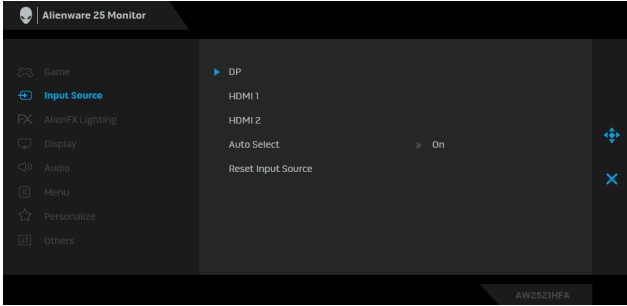 Alienware 25 Monitor
Game
DP
Input Source
HDMI 1
AlienFX Lighting
HDMI 2
Display
Auto Select
On
Audio
Reset Input Source
Menu
Personalize
Others
AW2521HFA